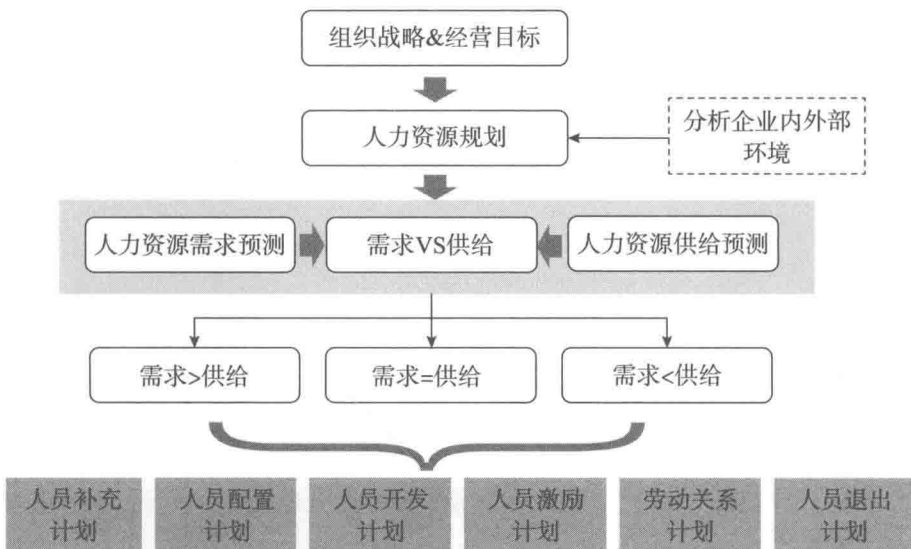 组织战略&经营目标
人力资源规划
分析企业内外部
环境
人力资源需求预测
需求VS供给
人力资源供给预测
需求>供给
需求=供给
需求<供给
人员补充
计划
人员配置
计划
人员开发
计划
人员激励
计划
劳动关系
计划
人员退出
计划